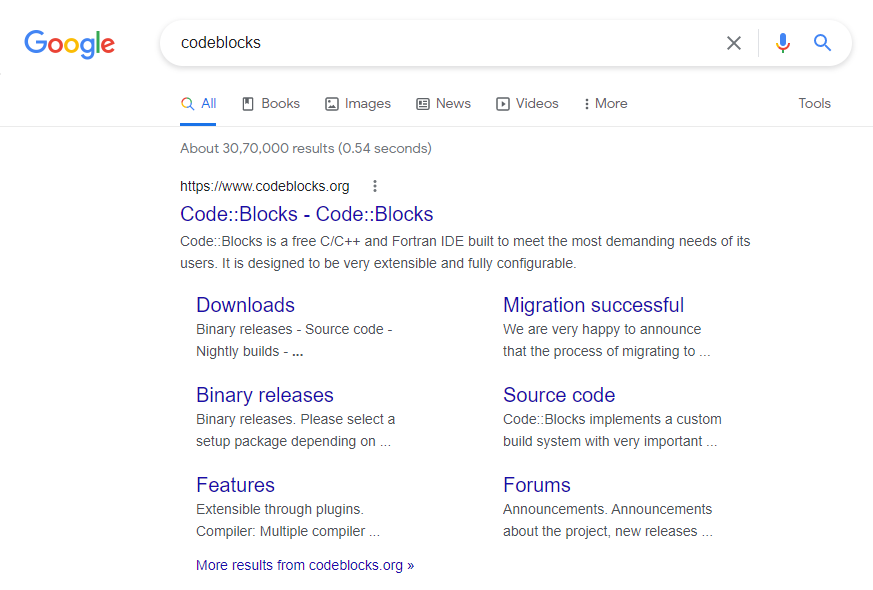 Google
codeblocks
All Books Images News Videos More Tools
About 30,70,000 results (0.54 seconds)
https://www.codeblocks.org
Code::Blocks - Code::Blocks
Code::Blocks is a free C/C++ and Fortran IDE built to meet the most demanding needs of its
users. It is designed to be very extensible and fully configurable.
Downloads
Binary releases - Source code -
Nightly builds - ...
Migration successful
We are very happy to announce
that the process of migrating to ...
Binary releases
Binary releases. Please select a
setup package depending on ...
Source code
Code::Blocks implements a custom
build system with very important ...
Features
Extensible through plugins.
Compiler: Multiple compiler ...
Forums
Announcements. Announcements
about the project, new releases ...
More results from codeblocks.org »